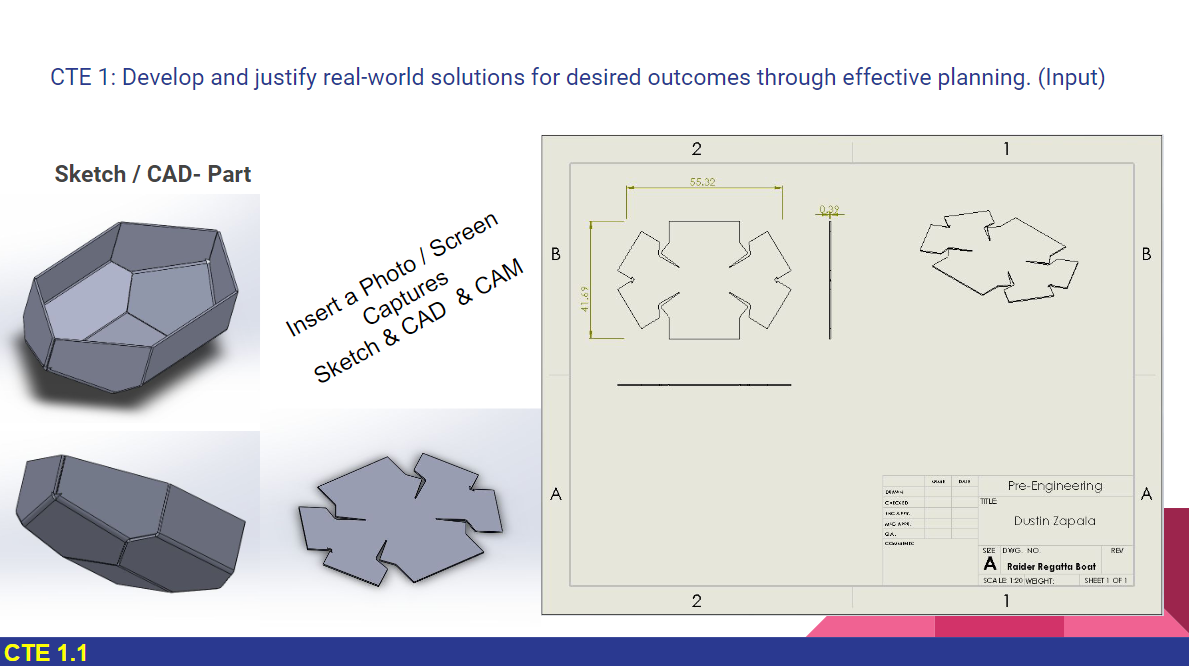 CTE 1: Develop and justify real-world solutions for desired outcomes through effective planning. (Input)
Sketch / CAD- Part
Insert a Photo / Screen
Captures
Sketch & CAD & CAM
2
1
55.32
0.39
41.69
B
B
A
A
NAME DATE
DRAWN
CHECKED
ENG APPR.
MFG APPR.
Q.A.
COMMENTS:
Pre-Engineering
TITLE:
Dustin Zapala
SIZE DWG. NO. REV
A Raider Regatta Boat
SCALE: 1:20 WEIGHT: SHEET 1 OF 1
2
1
CTE 1.1